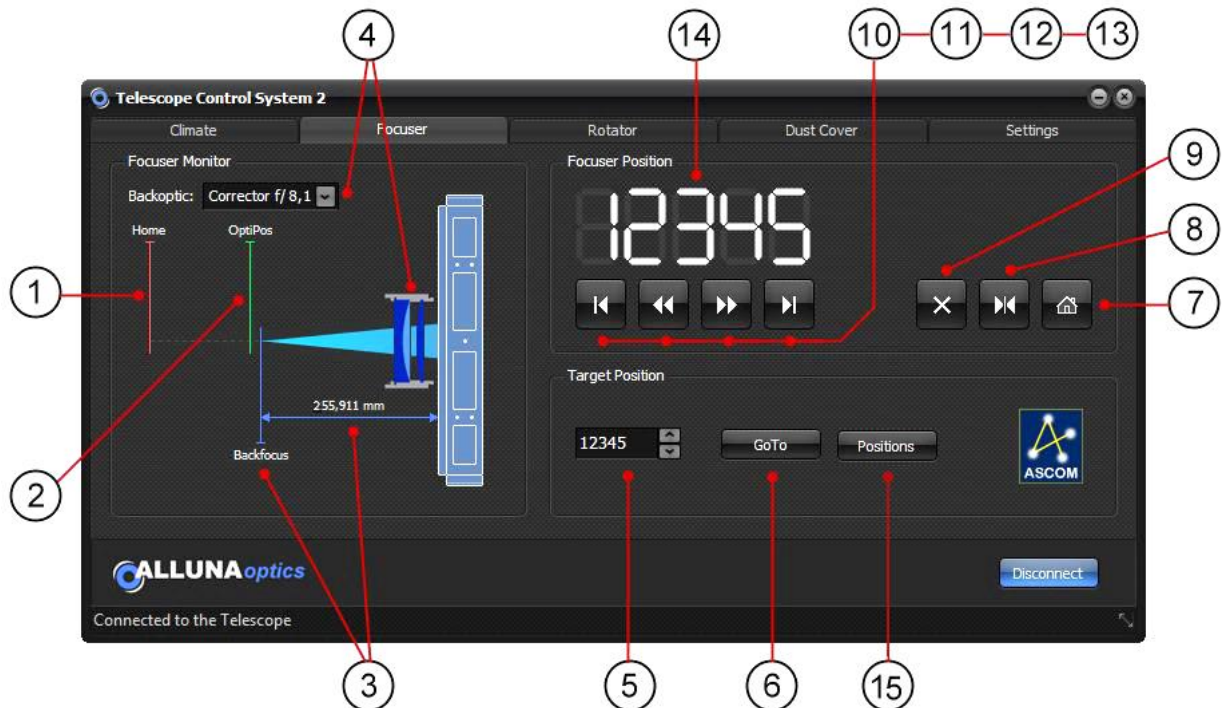 4
14
10
11
12
13
Telescope Control System 2
Climate
Focuser
Rotator
Dust Cover
Settings
Focuser Monitor
Backoptic: Corrector f/8,1
Home
OptiPos
255,911 mm
Backfocus
Focuser Position
12345
Target Position
12345
GoTo
Positions
ASCOM
9
8
7
1
2
ALLUNA optics
Disconnect
Connected to the Telescope
3
5
6
15